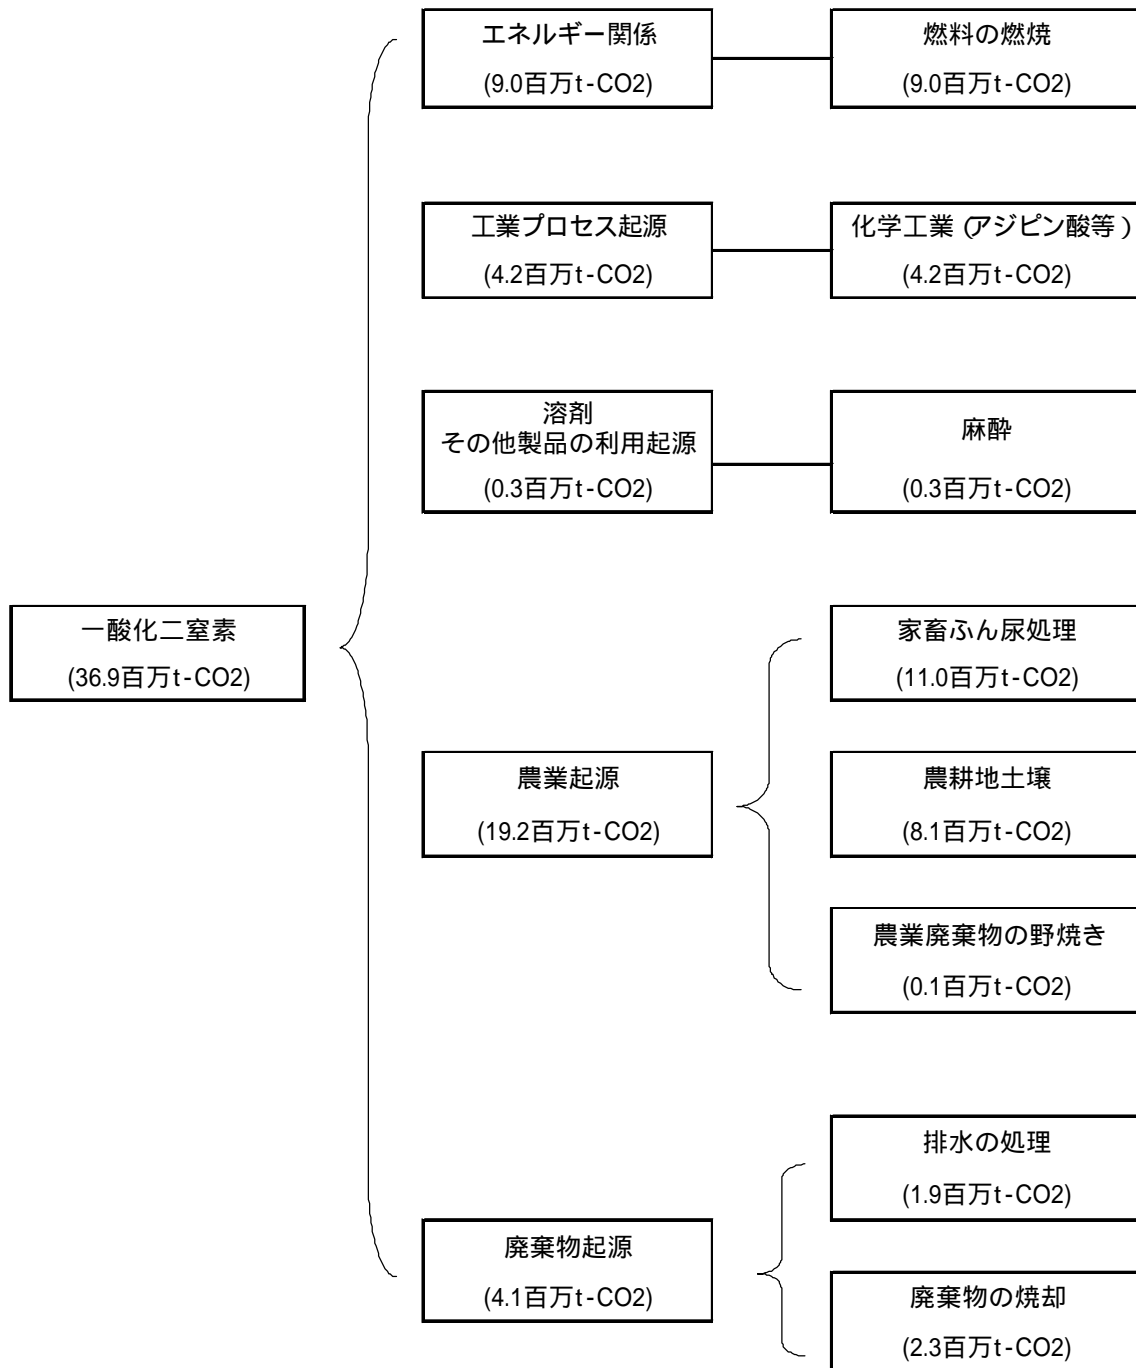 エネルギー関係
(9.0百万t-CO2)
燃料の燃焼
(9.0百万t-CO2)
工業プロセス起源
(4.2百万t-CO2)
化学工業(アジピン酸等)
(4.2百万t-CO2)
溶剤
その他製品の利用起源
(0.3百万t-CO2)
麻酔
(0.3百万t-CO2)
一酸化二窒素
(36.9百万t-CO2)
農業起源
(19.2百万t-CO2)
家畜ふん尿処理
(11.0百万t-CO2)
農耕地土壌
(8.1百万t-CO2)
農業廃棄物の野焼き
(0.1百万t-CO2)
廃棄物起源
(4.1百万t-CO2)
排水の処理
(1.9百万t-CO2)
廃棄物の焼却
(2.3百万t-CO2)